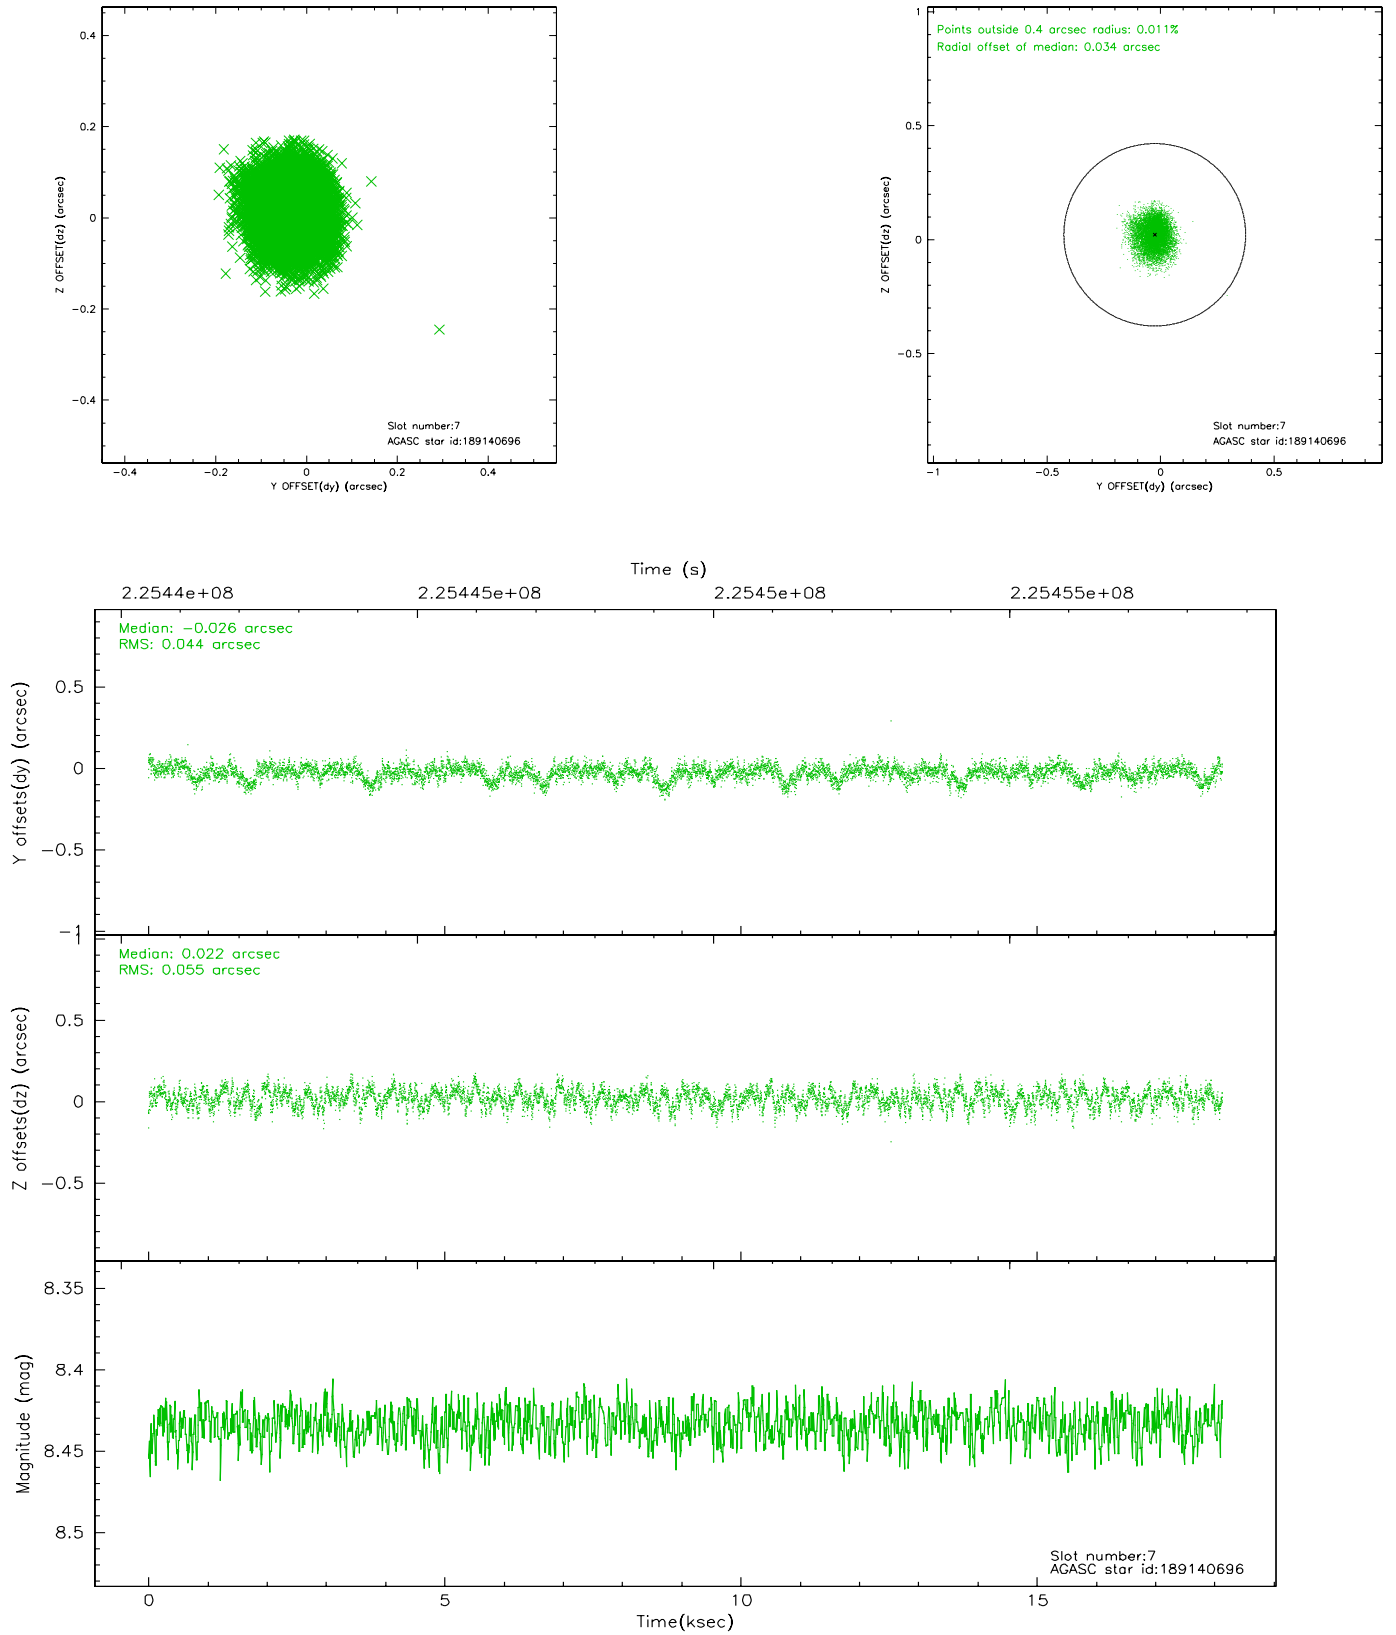 0.4
0.2
0
-0.2
-0.4
Z OFFSET(dz) (arcsec)
Slot number:7
AGASC star id:189140696
-0.4 -0.2 0 0.2 0.4
Y OFFSET(dy) (arcsec)
1
0.5
0
-0.5
Z OFFSET(dz) (arcsec)
Points outside 0.4 arcsec radius: 0.011%
Radial offset of median: 0.034 arcsec
Slot number:7
AGASC star id:189140696
-1 -0.5 0 0.5
Y OFFSET(dy) (arcsec)
Time (s)
2.2544e+08 2.25445e+08 2.2545e+08 2.25455e+08
Median: -0.026 arcsec
RMS: 0.044 arcsec
0.5
0
-0.5
-1
Y offsets(dy) (arcsec)
1
Median: 0.022 arcsec
RMS: 0.055 arcsec
0.5
0
-0.5
Z offsets(dz) (arcsec)
8.35
8.4
8.45
8.5
Magnitude (mag)
Slot number:7
AGASC star id:189140696
0 5 10 15
Time(ksec)